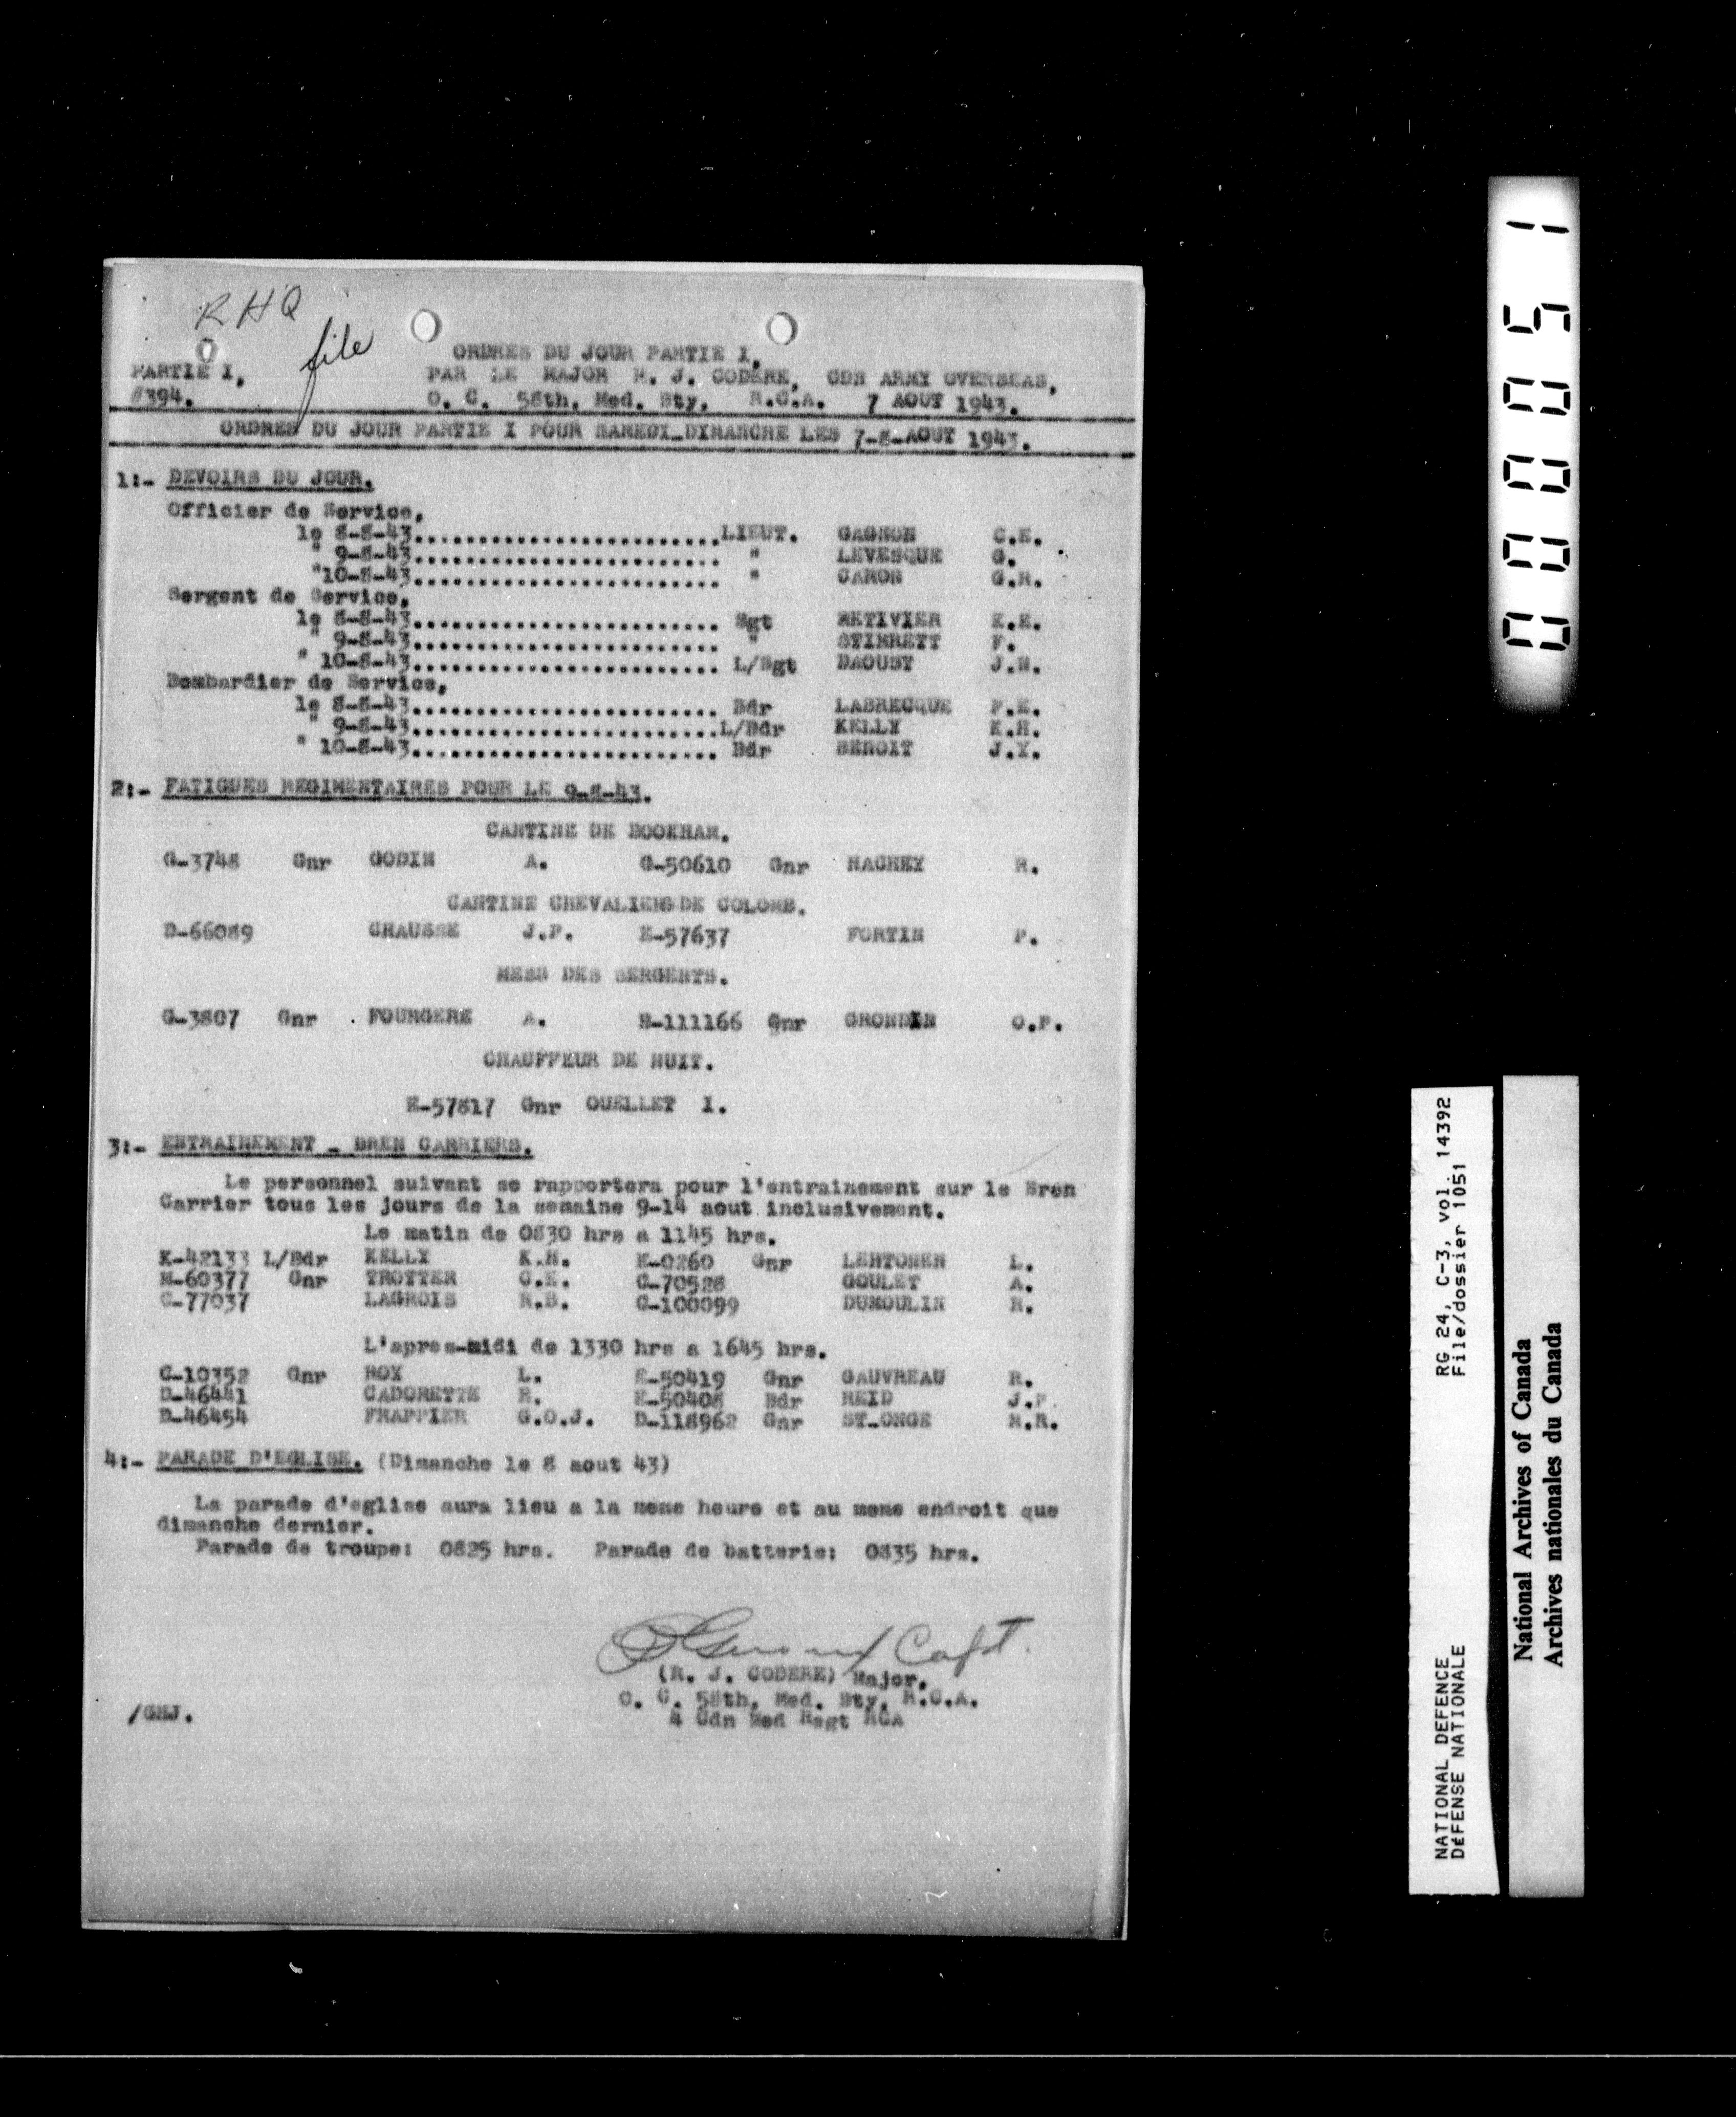 RHQ
file
ORDRES DU JOUR PARTIE I,
PARTIE I, PAR LE MAJOR R. J. CODERE, CDN ARMY OVERSEAS,
#394. O. C. 58th, Med. Bty, R.C.A. 7 AOUT 1943.
ORDRES DU JOUR PARTIE I POUR SAMEDI-DIMANCHE LES 7-8-AOUT 1943.
1:- DEVOIRS DU JOUR.
Officier de Service,
le 8-8-43........................LIEUT. GAGNON C.E.
" 9-8-43........................ " LEVESQUE G.
"10-8-43........................ " CARON G.R.
Sergent de Service,
le 8-8-43........................ Sgt METIVIER E.E.
" 9-8-43........................ " STINNETT F.
" 10-8-43........................ L/Sgt DAOUST J.N.
Bombardier de Service,
le 8-8-43........................ Bdr LABRECQUE P.E.
" 9-8-43........................L/Bdr KELLY K.H.
" 10-8-43........................ Bdr BENOIT J.Y.
2:- FATIGUES REGIMENTAIRES POUR LE 9-8-43.
CANTINE DE BOOKHAM.
G-3748 Gnr GODIN A. G-50610 Gnr HACHEY R.
CANTINE CHEVALIERS DE COLOMB.
D-66089 CHAUSSE J.P. E-57637 FORTIN P.
MESS DES SERGENTS.
G-3807 Gnr FOURGERE A. E-111166 Gnr GRONDIN O.P.
CHAUFFEUR DE NUIT.
E-57817 Gnr OUELLET I.
3:- ENTRAINEMENT - BREN CARRIERS.
Le personnel suivant se rapportera pour l'entrainement sur le Bren
Carrier tous les jours de la semaine 9-14 aout inclusivement.
Le matin de 0830 hrs a 1145 hrs.
K-42133 L/Bdr KELLY K.H. H-0260 Gnr LEHTONEN L.
M-60377 Gnr TROTTER C.E. C-70528 GOULET A.
C-77037 LAGROIS R.B. C-100099 DUMOULIN R.
L'apres-midi de 1330 hrs a 1645 hrs.
C-10352 Gnr ROY L. E-50419 Gnr GAUVREAU R.
D-46441 CADORETTE R. E-50408 Bdr REID J.F.
D-46454 FRAPPIER G.O.J. D-118962 Gnr ST-ONGE M.R.
4:- PARADE D'EGLISE. (Dimanche le 8 aout 43)
La parade d'eglise aura lieu a la meme heure et au meme endroit que
dimanche dernier.
Parade de troupe: 0825 hrs. Parade de batterie: 0835 hrs.
Capt.
(R. J. CODERE) Major,
O. C. 58th, Med. Bty, R.C.A.
4 Cdn Med Regt RCA
/GHJ.
000051
RG 24, C-3, vol. 14392
File/dossier 1051
NATIONAL DEFENCE
DÉFENSE NATIONALE
National Archives of Canada
Archives nationales du Canada